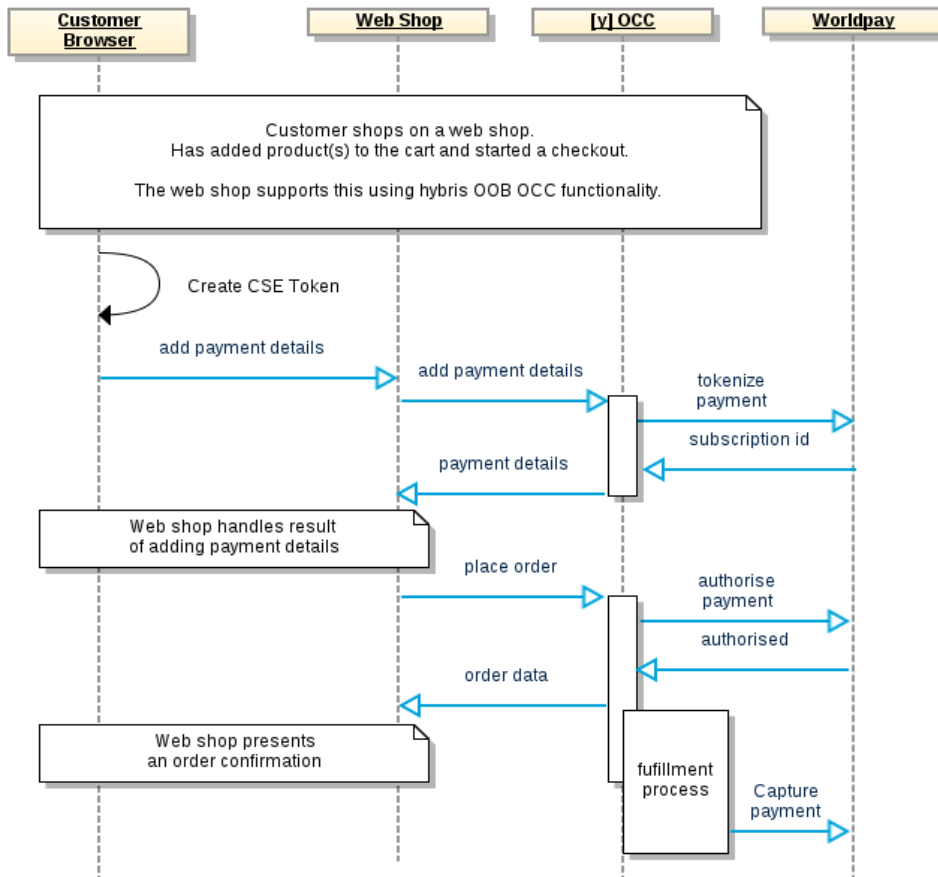 Customer
Browser
Web Shop
[y] OCC
Worldpay
Customer shops on a web shop.
Has added product(s) to the cart and started a checkout.
The web shop supports this using hybris OOB OCC functionality.
Create CSE Token
add payment details
add payment details
tokenize
payment
subscription id
payment details
Web shop handles result
of adding payment details
place order
authorise
payment
authorised
order data
Web shop presents
an order confirmation
fufillment
process
Capture
payment